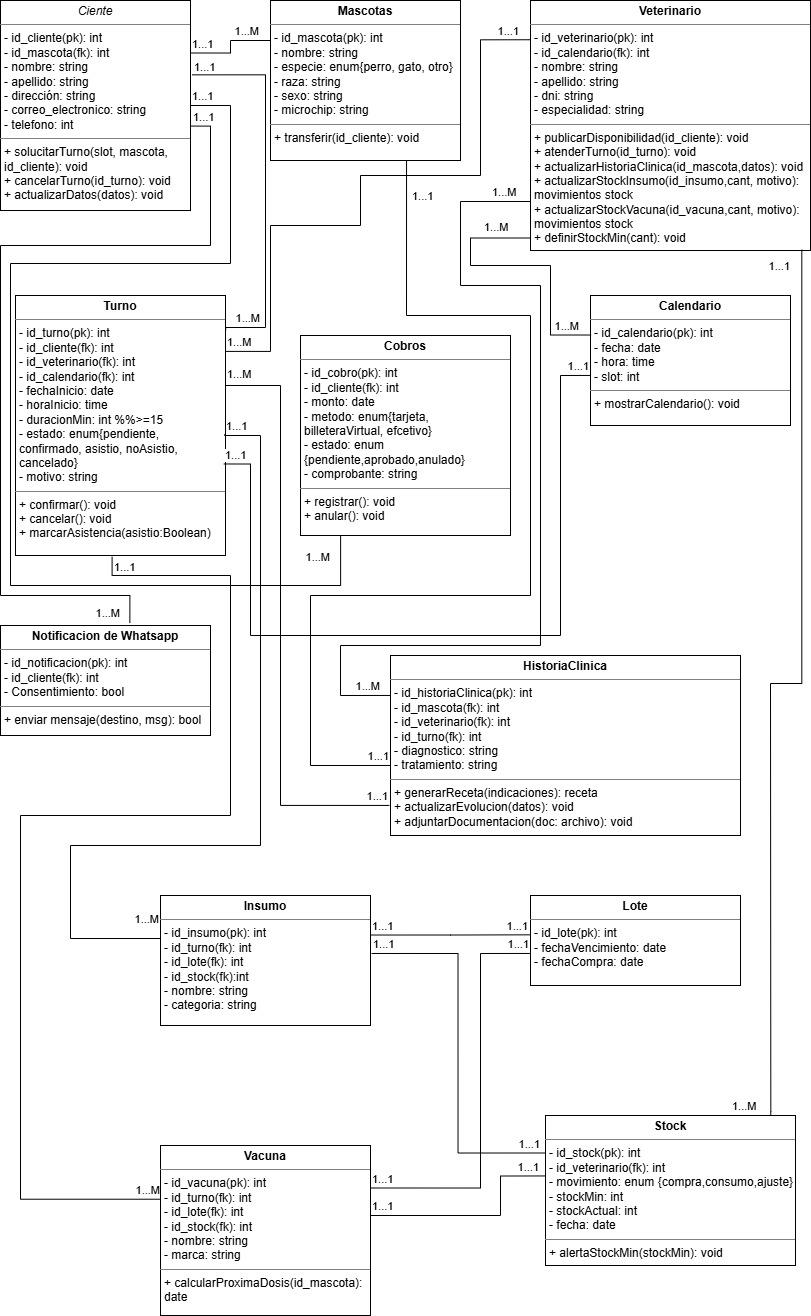 Ciente
- id_cliente(pk): int
- id_mascota(fk): int
- nombre: string
- apellido: string
- dirección: string
- correo_electronico: string
- telefono: int
+ solucitarTurno(slot, mascota,
id_cliente): void
+ cancelarTurno(id_turno): void
+ actualizarDatos(datos): void
1...1
1...1
1...1
1...1
1...M
Mascotas
- id_mascota(pk): int
- nombre: string
- especie: enum{perro, gato, otro}
- raza: string
- sexo: string
- microchip: string
+ transferir(id_cliente): void
1...1
1...1
Veterinario
- id_veterinario(pk): int
- id_calendario(fk): int
- nombre: string
- apellido: string
- dni: string
- especialidad: string
+ publicarDisponibilidad(id_cliente): void
+ atenderTurno(id_turno): void
+ actualizarHistoriaClinica(id_mascota,datos): void
+ actualizarStockInsumo(id_insumo,cant, motivo):
movimientos stock
+ actualizarStockVacuna(id_vacuna,cant, motivo):
movimientos stock
+ definirStockMin(cant): void
1...M
1...M
1...1
Turno
- id_turno(pk): int
- id_cliente(fk): int
- id_veterinario(fk): int
- id_calendario(fk): int
- fechaInicio: date
- horaInicio: time
- duracionMin: int %%>=15
- estado: enum{pendiente,
confirmado, asistio, noAsistio,
cancelado}
- motivo: string
+ confirmar(): void
+ cancelar(): void
+ marcarAsistencia(asistio:Boolean)
1...M
1...M
1...M
1...1
1...1
1...1
Cobros
- id_cobro(pk): int
- id_cliente(fk): int
- monto: date
- metodo: enum{tarjeta,
billeteraVirtual, efcetivo}
- estado: enum
{pendiente,aprobado,anulado}
- comprobante: string
+ registrar(): void
+ anular(): void
1...M
Calendario
- id_calendario(pk): int
- fecha: date
- hora: time
- slot: int
+ mostrarCalendario(): void
1...M
1...1
1...M
Notificacion de Whatsapp
- id_notificacion(pk): int
- id_cliente(fk): int
- Consentimiento: bool
+ enviar mensaje(destino, msg): bool
HistoriaClinica
- id_historiaClinica(pk): int
- id_mascota(fk): int
- id_veterinario(fk): int
- id_turno(fk): int
- diagnostico: string
- tratamiento: string
+ generarReceta(indicaciones): receta
+ actualizarEvolucion(datos): void
+ adjuntarDocumentacion(doc: archivo): void
1...M
1...1
1...1
Insumo
- id_insumo(pk): int
- id_turno(fk): int
- id_lote(fk): int
- id_stock(fk):int
- nombre: string
- categoria: string
1...M
1...1
1...1
Lote
- id_lote(pk): int
- fechaVencimiento: date
- fechaCompra: date
1...1
1...1
Vacuna
- id_vacuna(pk): int
- id_turno(fk): int
- id_lote(fk): int
- id_stock(fk): int
- nombre: string
- marca: string
+ calcularProximaDosis(id_mascota):
date
1...M
1...1
1...1
1...M
Stock
- id_stock(pk): int
- id_veterinario(fk): int
- movimiento: enum {compra,consumo,ajuste}
- stockMin: int
- stockActual: int
- fecha: date
+ alertaStockMin(stockMin): void
1...1
1...1